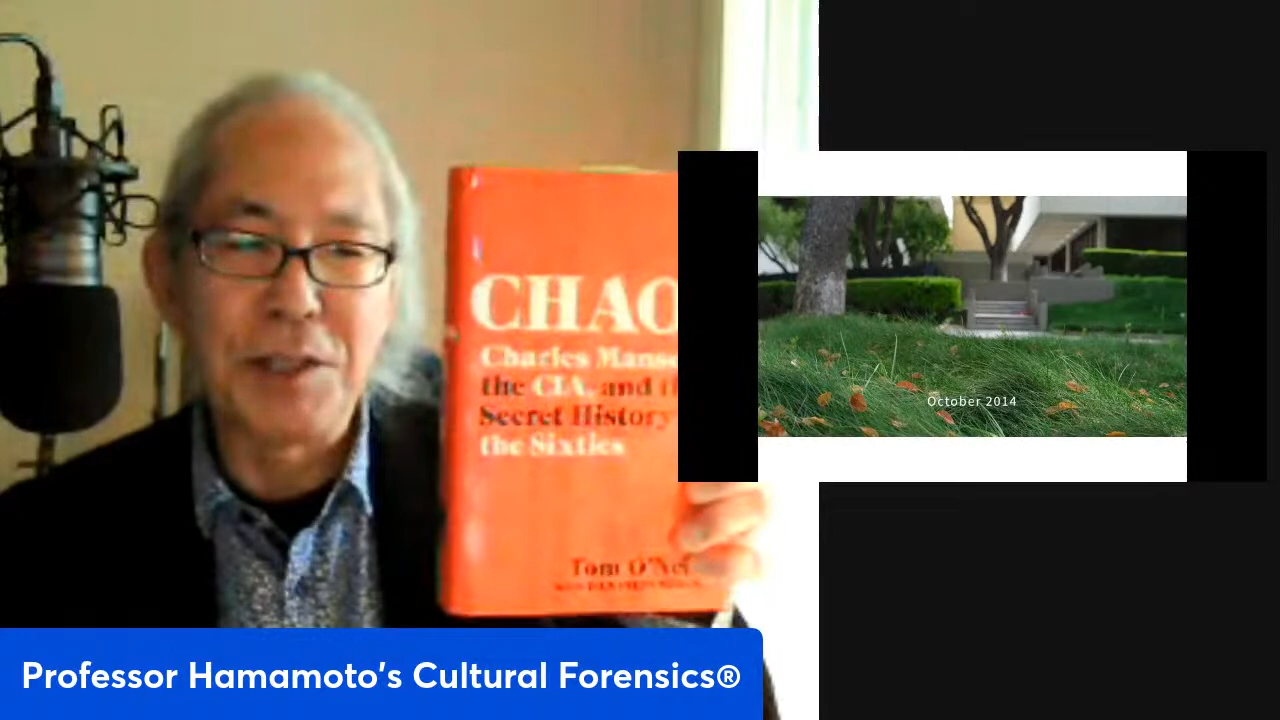 CHAO
Charles Manso
the CIA, and t
Secret History
the Sixties
Tom O'Nei
October 2014
Professor Hamamoto's Cultural Forensics®